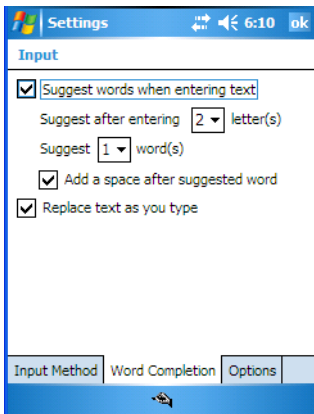 Settings 6:10 ok
Input
Suggest words when entering text
Suggest after entering 2 letter(s)
Suggest 1 word(s)
Add a space after suggested word
Replace text as you type
Input Method Word Completion Options